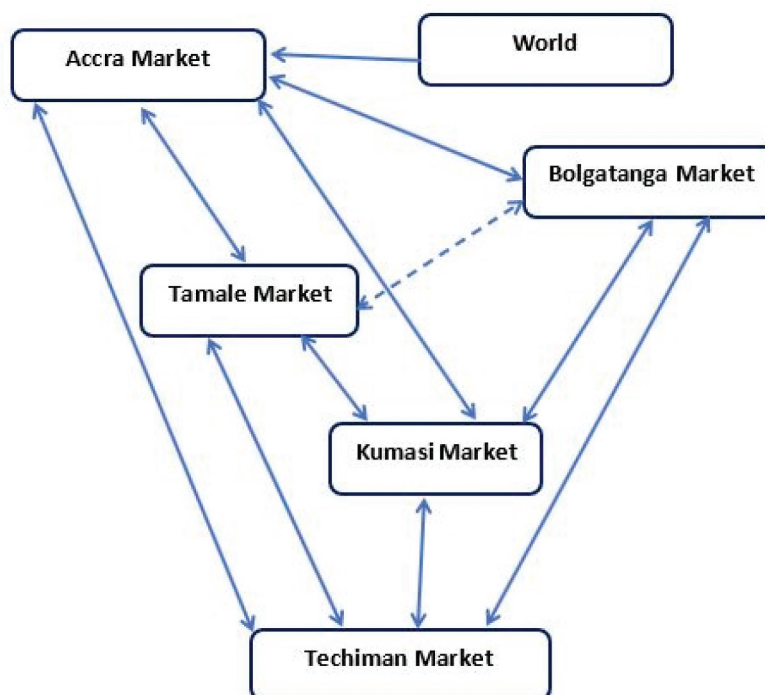 World
Accra Market
Bolgatanga Market
Tamale Market
Kumasi Market
Techiman Market